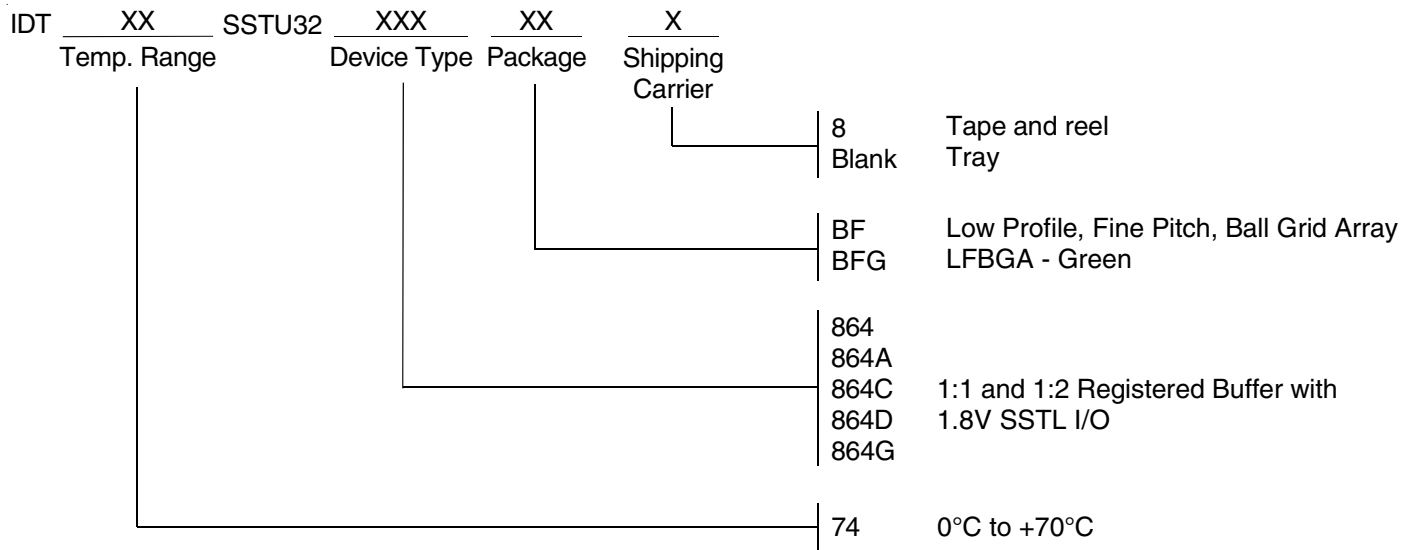 IDT XX SSTU32 XXX XX X
Temp. Range Device Type Package Shipping
Carrier
8 Tape and reel
Blank Tray
BF Low Profile, Fine Pitch, Ball Grid Array
BFG LFBGA - Green
864
864A
864C 1:1 and 1:2 Registered Buffer with
864D 1.8V SSTL I/O
864G
74 0°C to +70°C